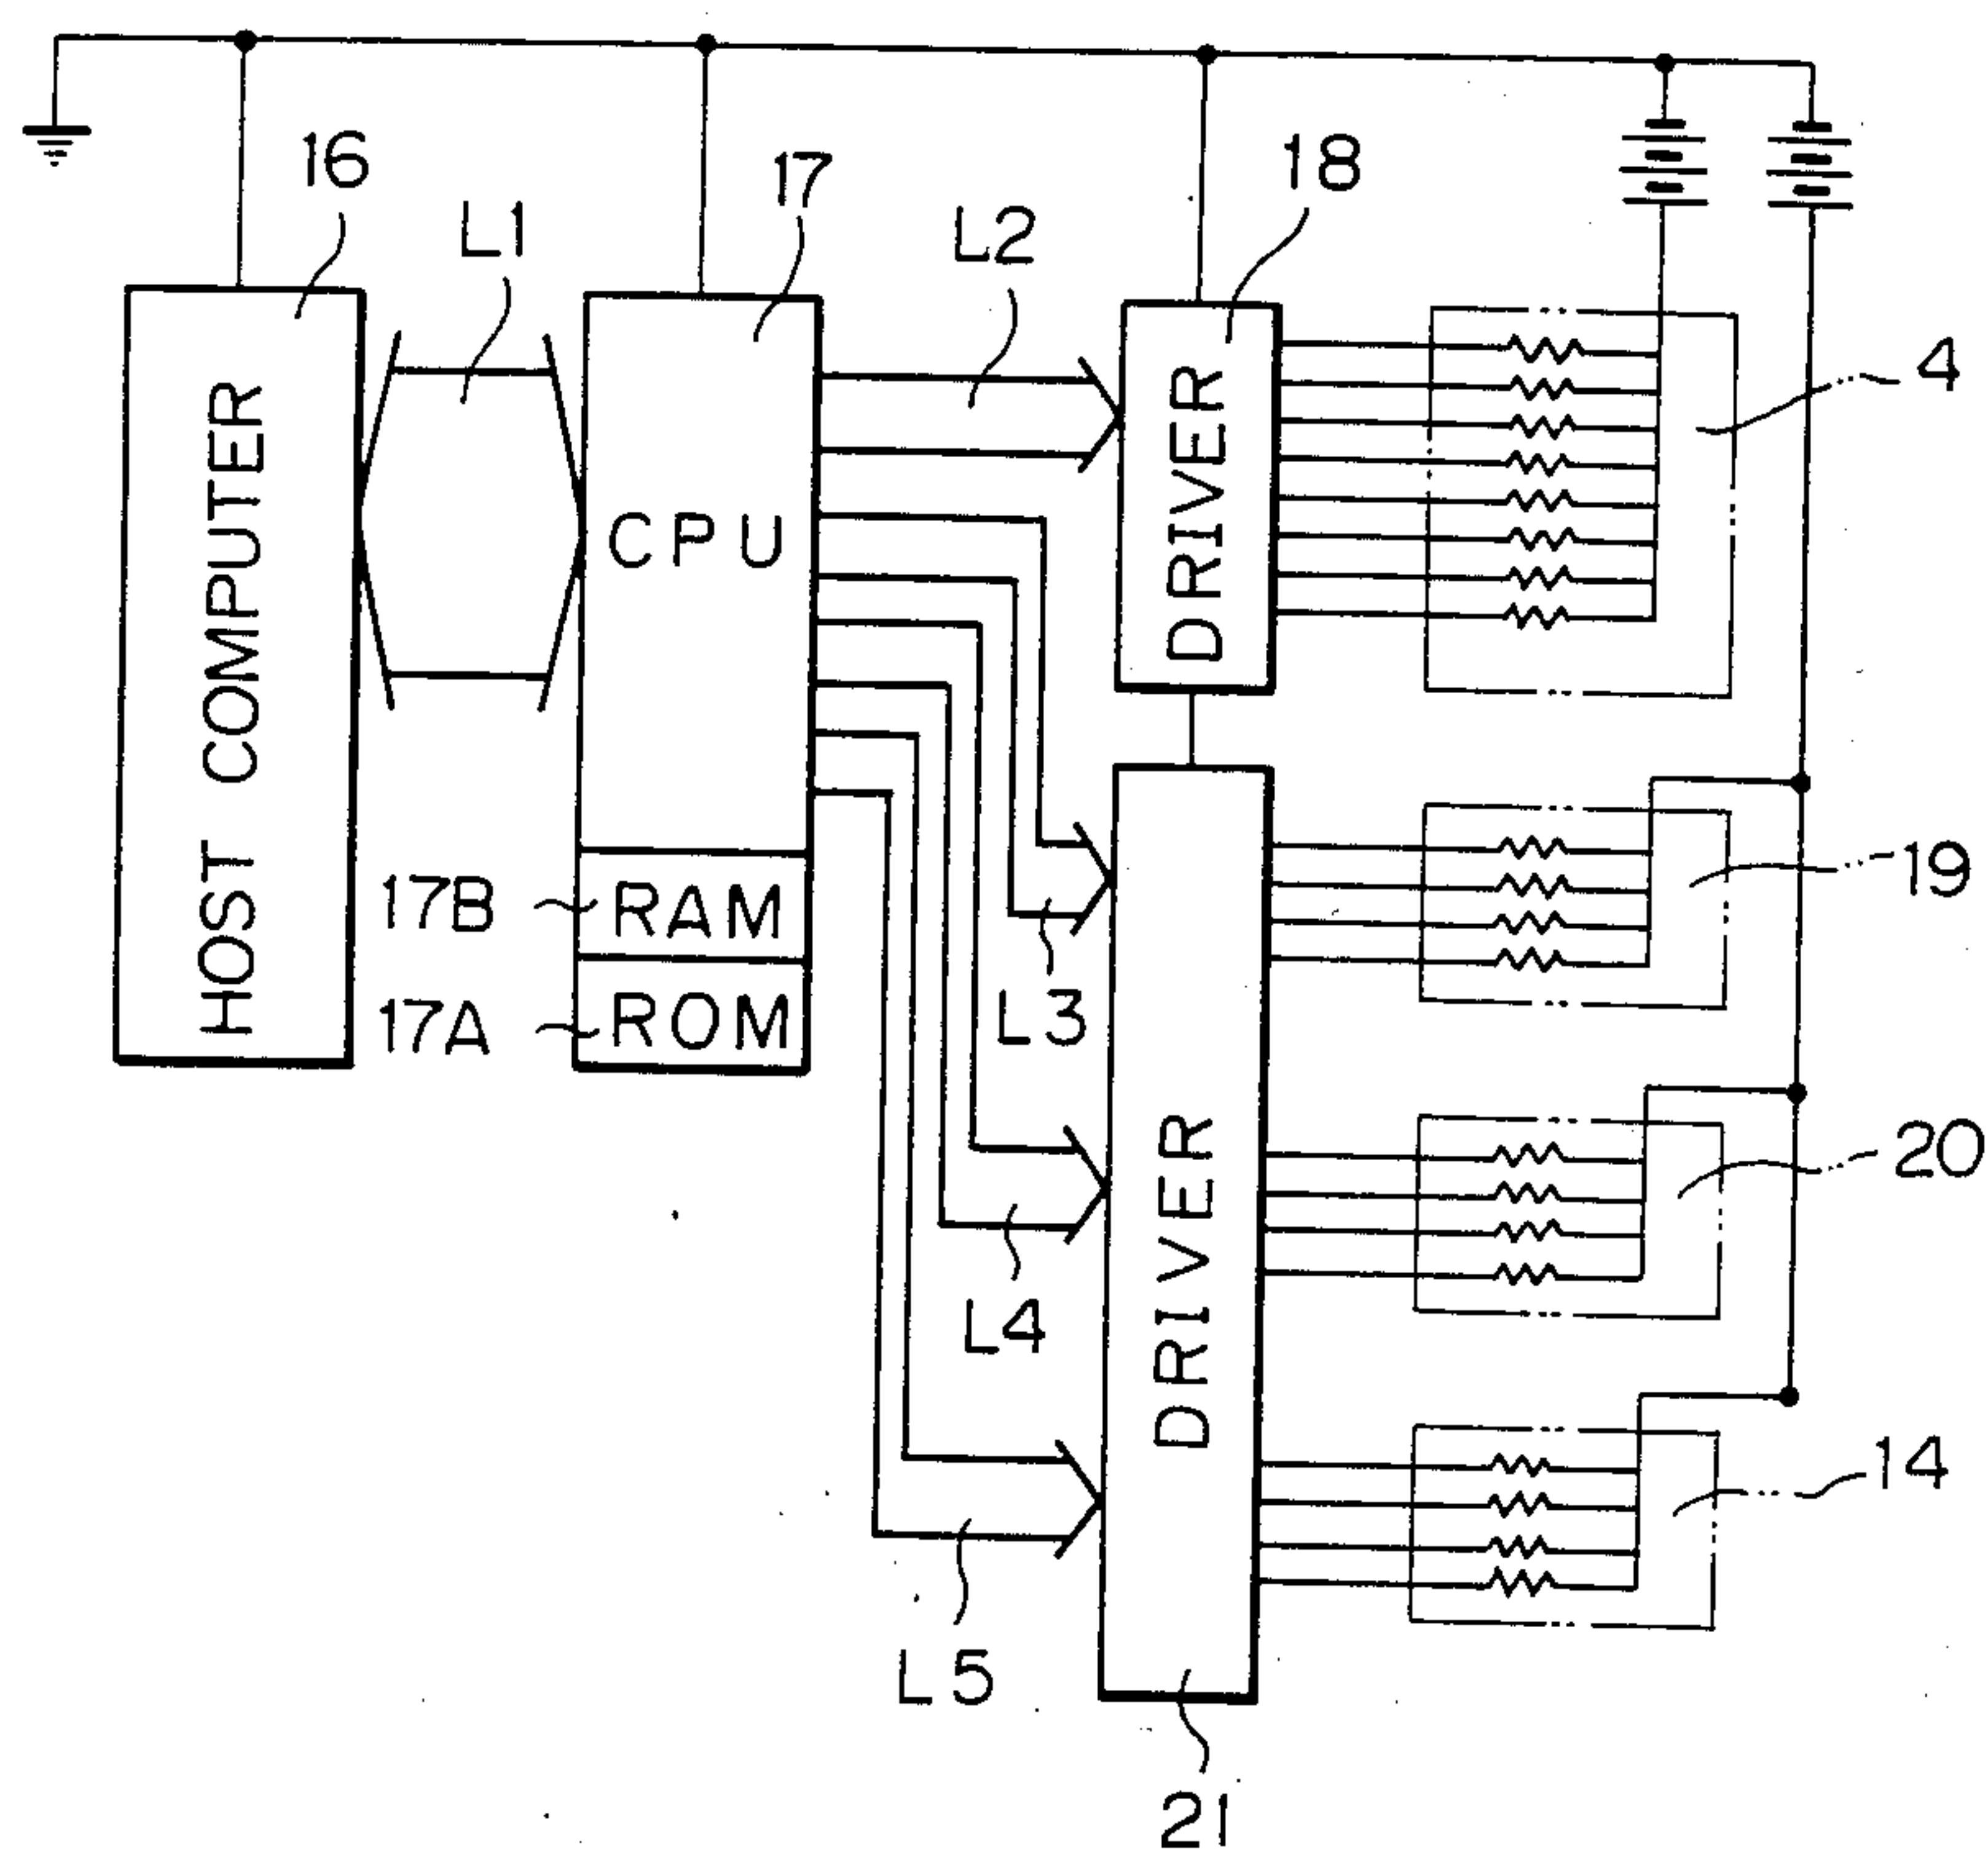 16
L1
17
L2
18
4
HOST COMPUTER
CPU
DRIVER
17B
RAM
17A
ROM
L3
19
DRIVER
20
L4
14
L5
21